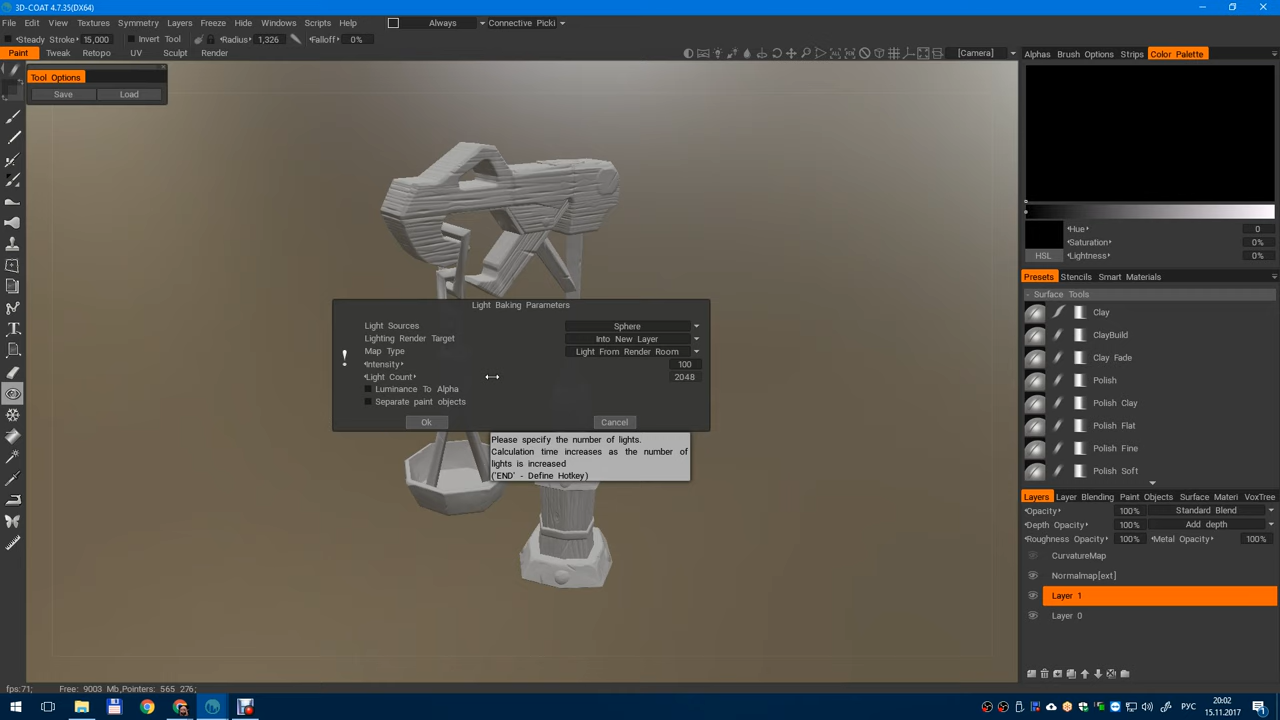 3D-COAT 4.7.35(DX64)
File Edit View Textures Symmetry Layers Freeze Hide Windows Scripts Help Always Connective Picki
Steady Stroke 15,000 Invert Tool Radius 1,326 Falloff 0%
Paint Tweak Retopo UV Sculpt Render [Camera] Alphas Brush Options Strips Color Palette
Tool Options
Save Load
Hue 0
Saturation 0%
HSL Lightness 0%
Presets Stencils Smart Materials
- Surface Tools
Clay
ClayBuild
Clay Fade
Polish
Polish Clay
Polish Flat
Polish Fine
Polish Soft
Light Baking Parameters
Light Sources Sphere
Lighting Render Target Into New Layer
Map Type Light From Render Room
Intensity 100
Light Count 2048
Luminance To Alpha
Separate paint objects
Ok Cancel
Please specify the number of lights.
Calculation time increases as the number of
lights is increased
('END' - Define Hotkey)
Layers Layer Blending Paint Objects Surface Materi VoxTree
Opacity 100% Standard Blend
Depth Opacity 100% Add depth
Roughness Opacity 100% Metal Opacity 100%
CurvatureMap
Normalmap[ext]
Layer 1
Layer 0
fps:71; Free: 9003 Mb,Pointers: 565 276;
РУС
20:02
15.11.2017
1